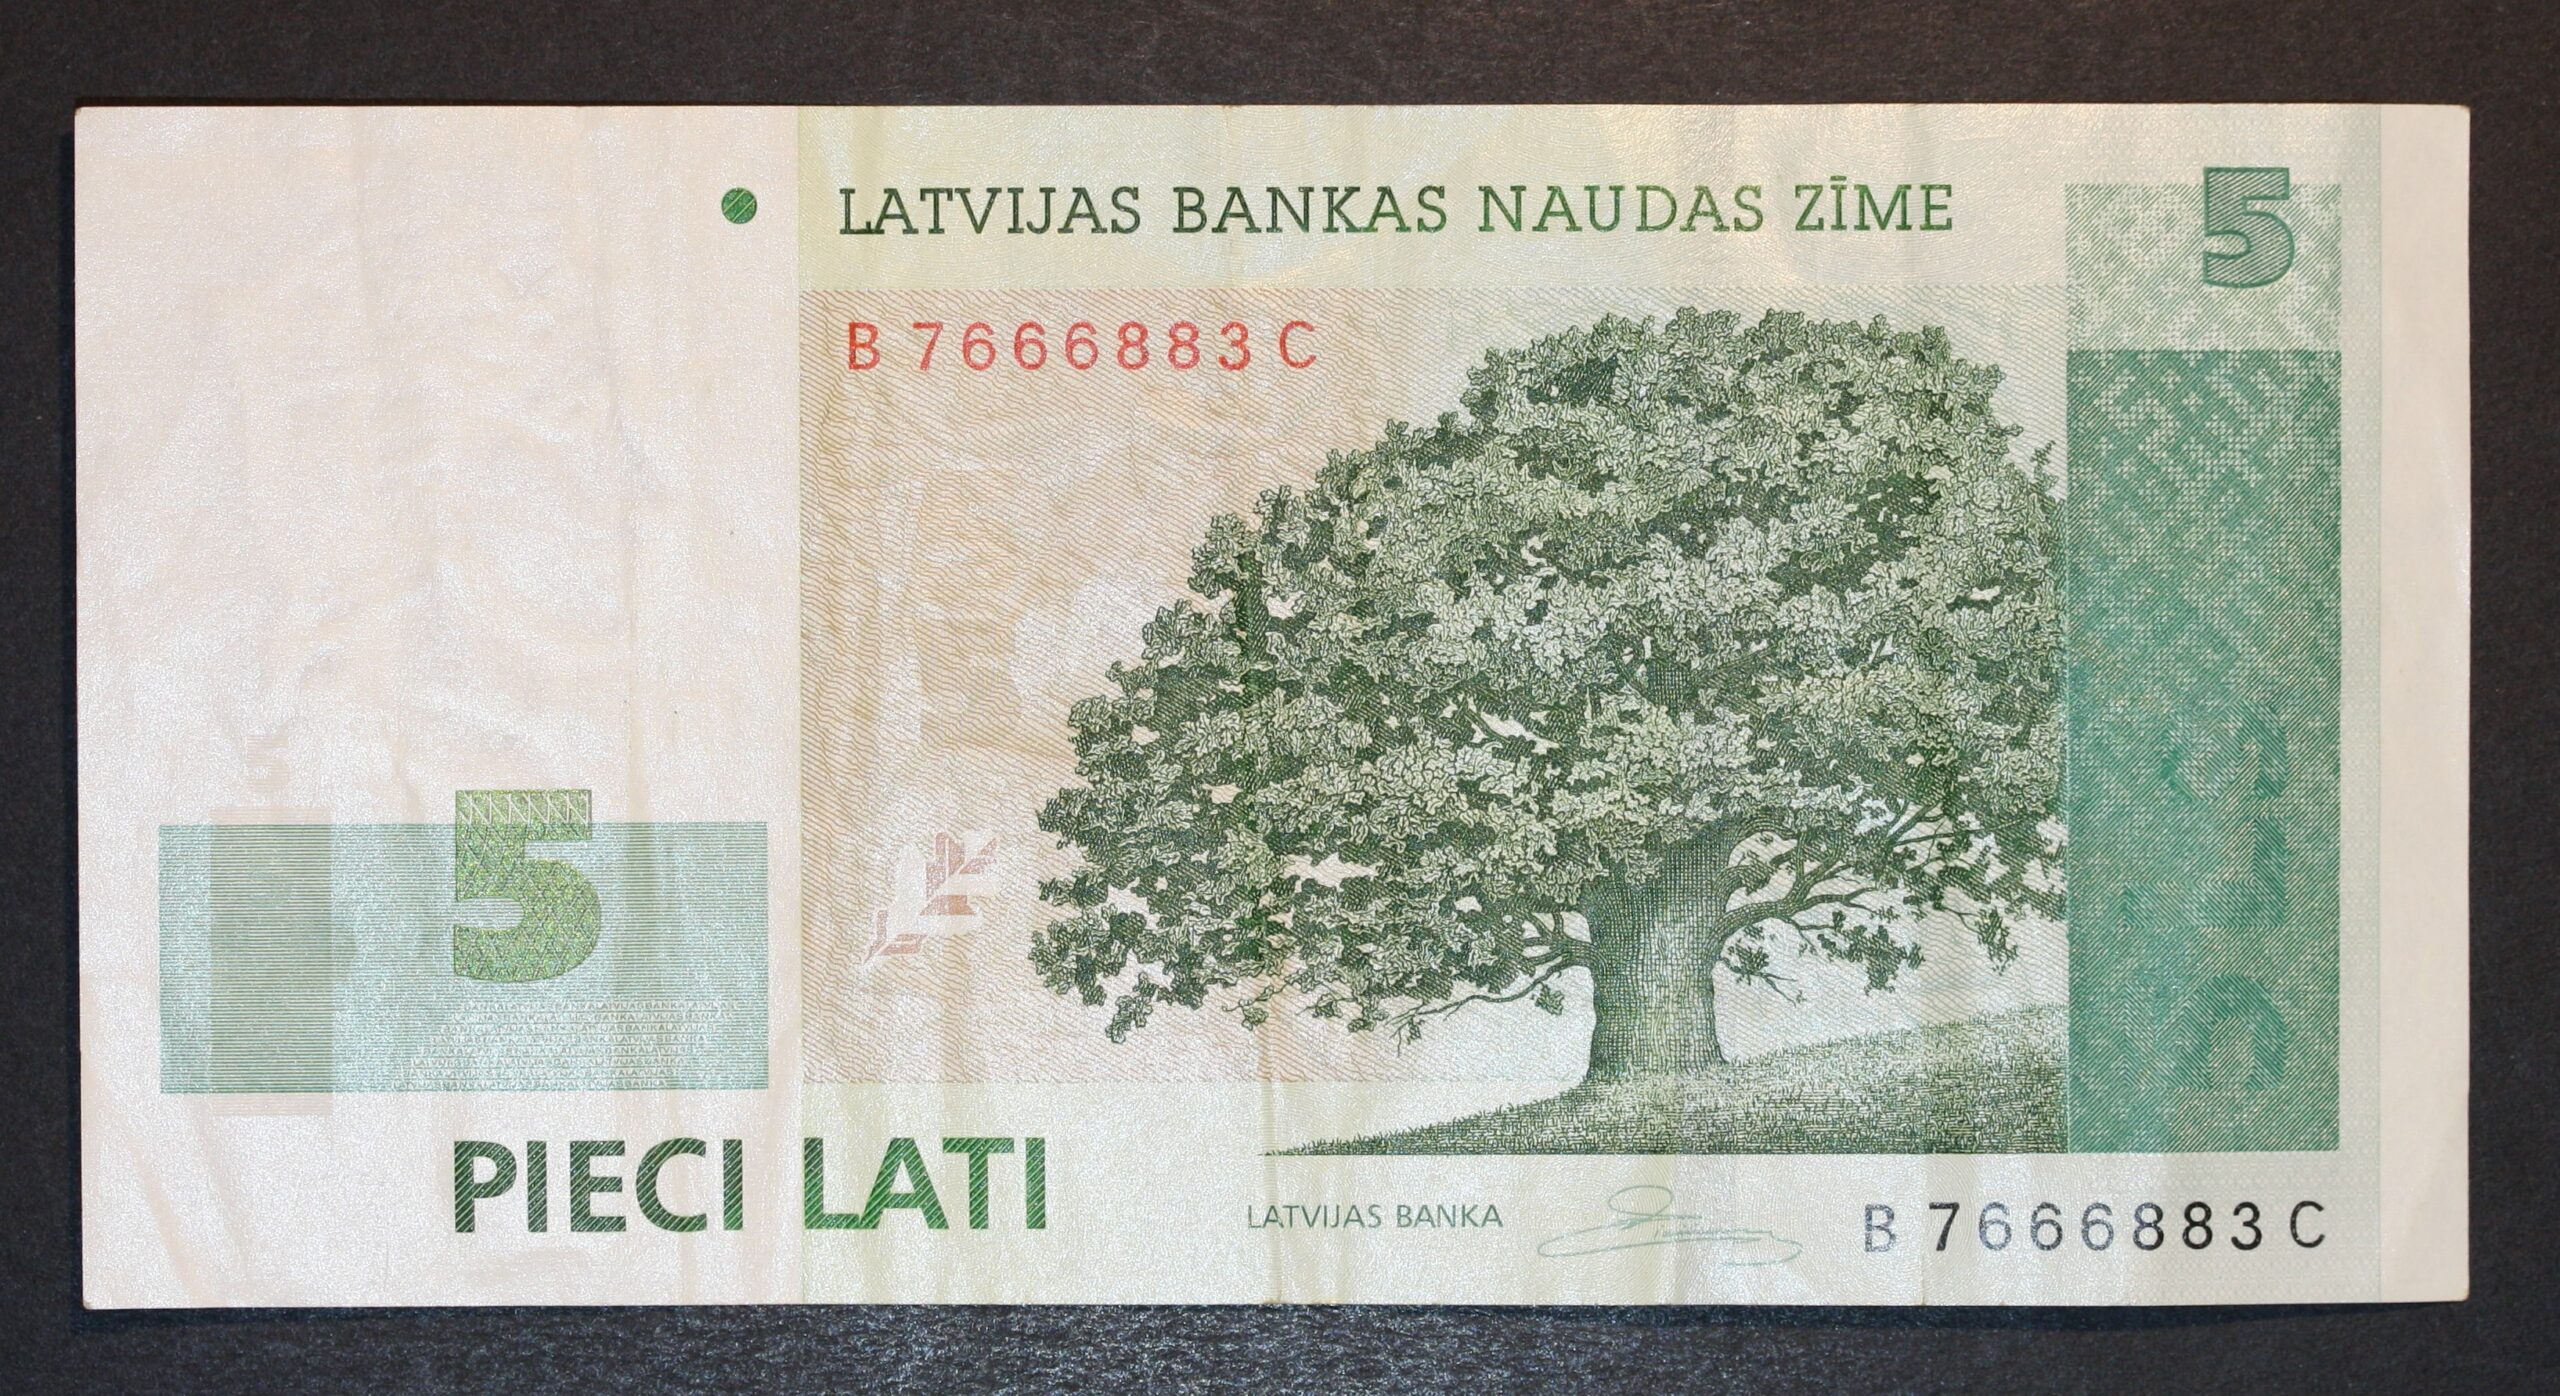 LATVIJAS BANKAS NAUDAS ZĪME
5
B 7666883 C
5
PIECI LATI
LATVIJAS BANKA
B 7666883 C